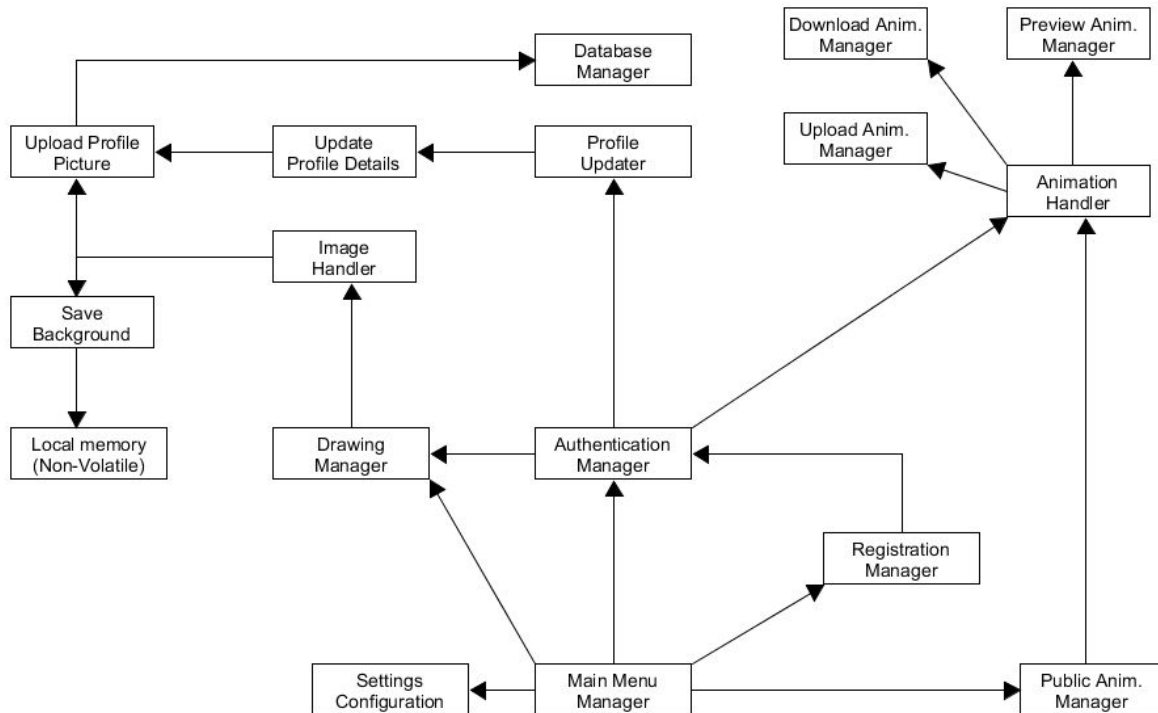 Download Anim.
Manager
Preview Anim.
Manager
Database
Manager
Upload Profile
Picture
Update
Profile Details
Profile
Updater
Upload Anim.
Manager
Animation
Handler
Image
Handler
Save
Background
Local memory
(Non-Volatile)
Drawing
Manager
Authentication
Manager
Registration
Manager
Settings
Configuration
Main Menu
Manager
Public Anim.
Manager